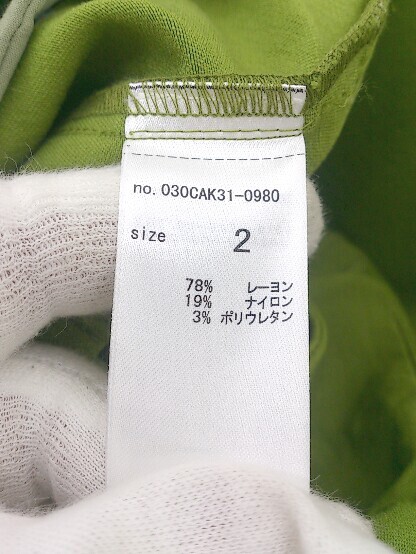 no. 030CAK31-0980
size 2
78% レーヨン
19% ナイロン
3% ポリウレタン